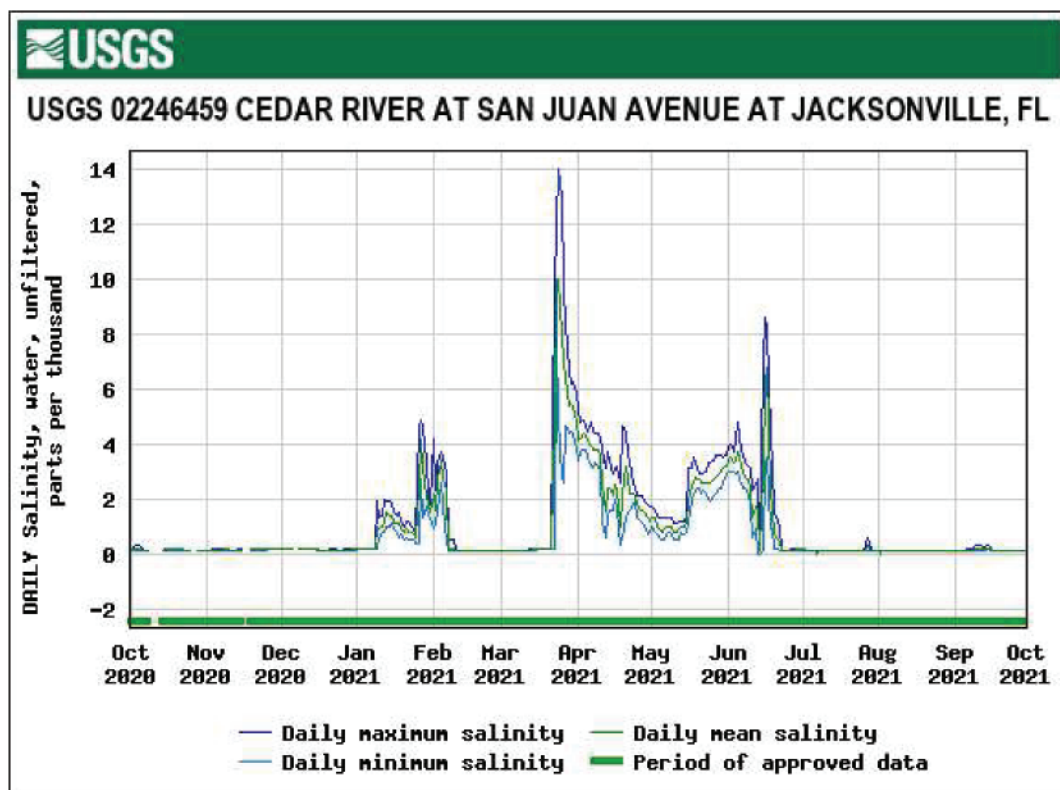 USGS
USGS 02246459 CEDAR RIVER AT SAN JUAN AVENUE AT JACKSONVILLE, FL
DAILY Salinity, water, unfiltered,
parts per thousand
14
12
10
8
6
4
2
0
-2
Oct Nov Dec Jan Feb Mar Apr May Jun Jul Aug Sep Oct
2020 2020 2020 2021 2021 2021 2021 2021 2021 2021 2021 2021 2021
Daily maximum salinity Daily mean salinity
Daily minimum salinity Period of approved data